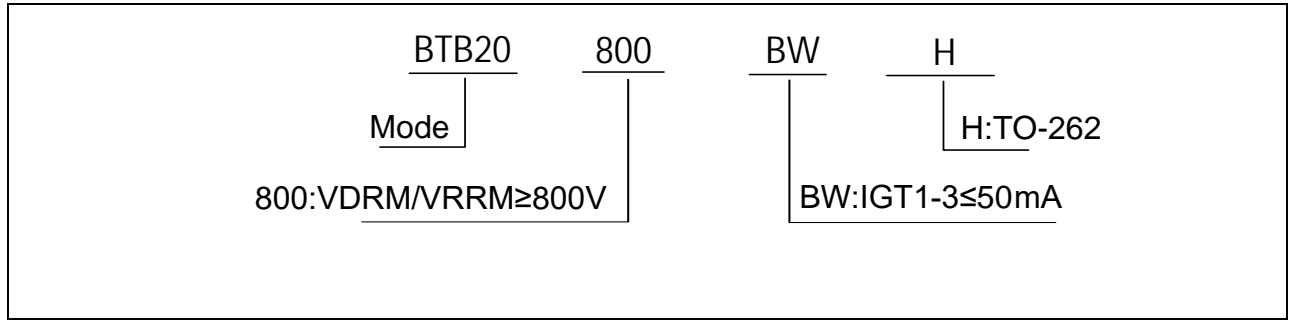 BTB20 800 BW H
Mode H:TO-262
800:VDRM/VRRM≥800V BW:IGT1-3≤50mA